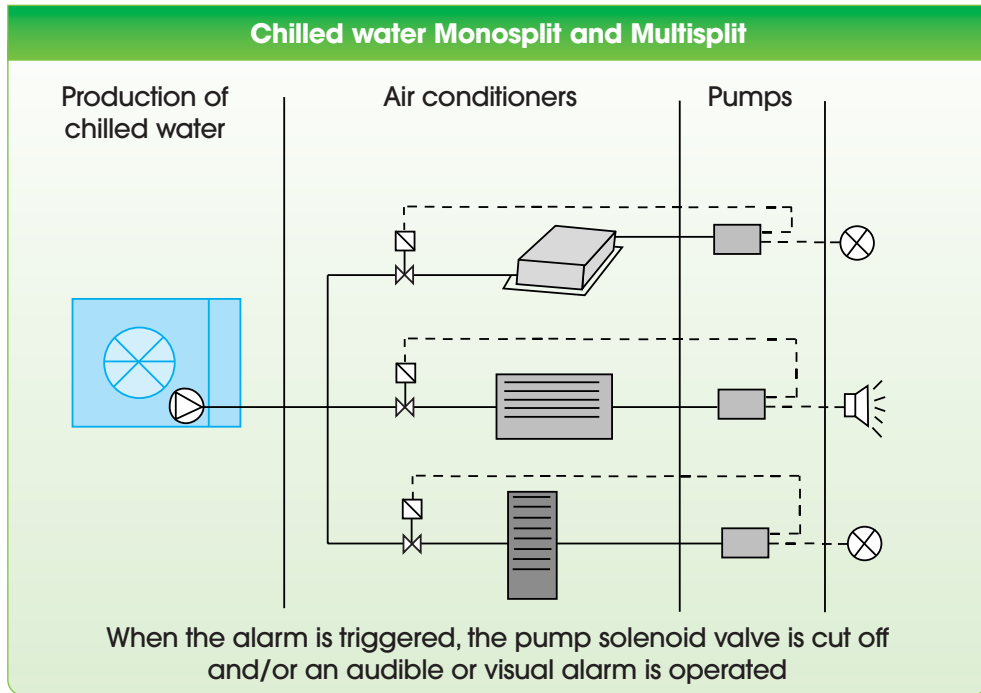 Chilled water Monosplit and Multisplit
Production of
chilled water
Air conditioners
Pumps
When the alarm is triggered, the pump solenoid valve is cut off
and/or an audible or visual alarm is operated